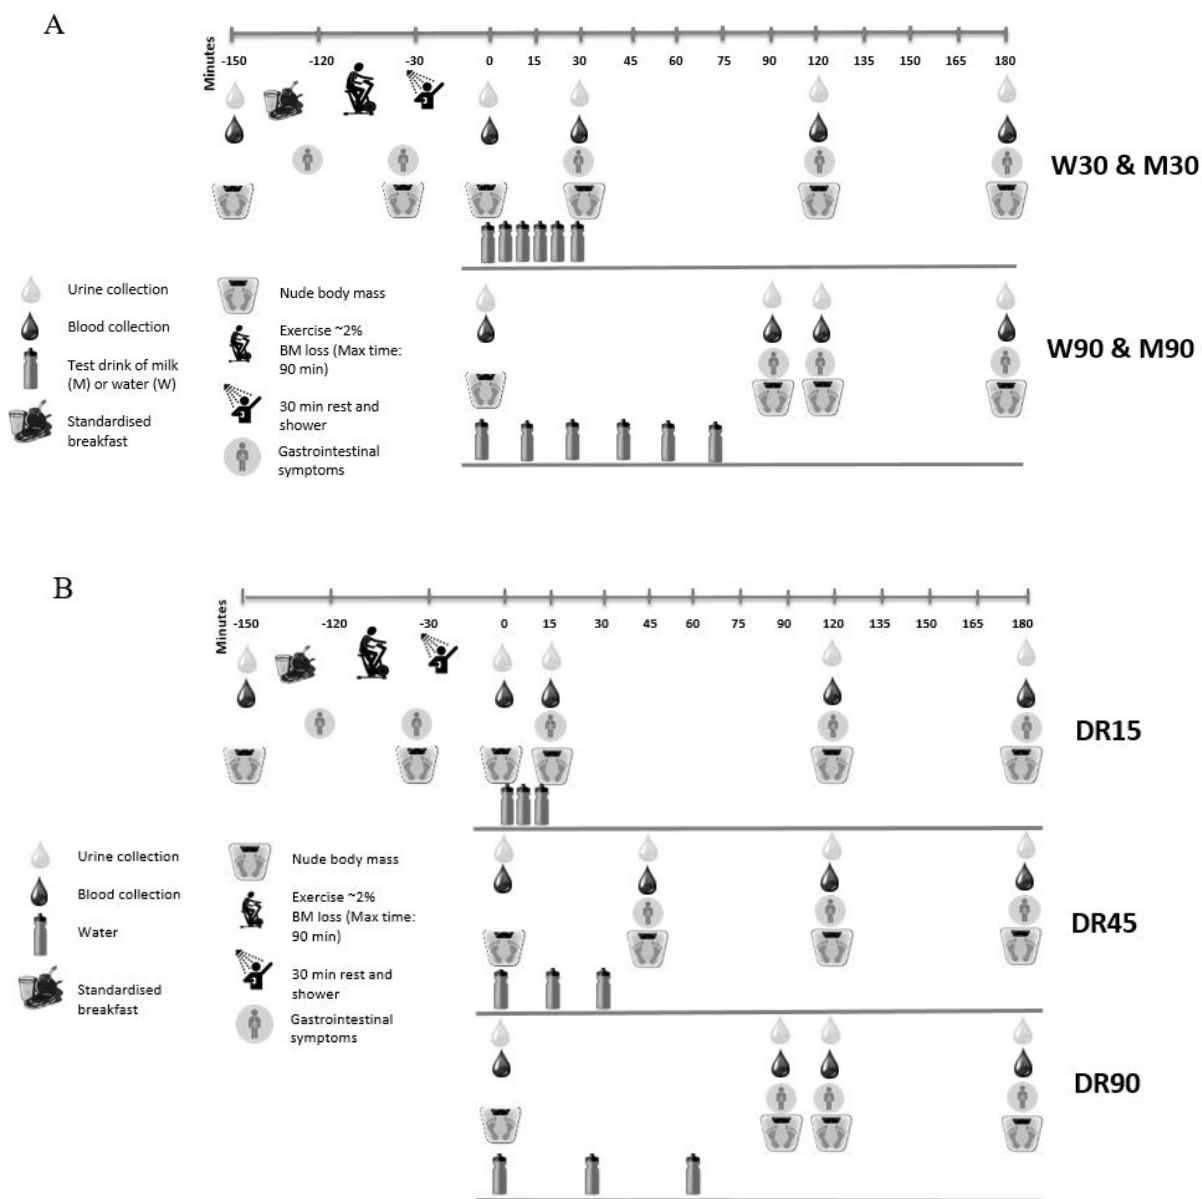 A
Minutes
-150 -120 -30 0 15 30 45 60 75 90 105 120 135 150 165 180
W30 & M30
Urine collection
Blood collection
Test drink of milk
(M) or water (W)
Standardised
breakfast
Nude body mass
Exercise ~2%
BM loss (Max time:
90 min)
30 min rest and
shower
Gastrointestinal
symptoms
W90 & M90
B
Minutes
-150 -120 -30 0 15 30 45 60 75 90 120 135 150 165 180
DR15
Urine collection
Blood collection
Water
Standardised
breakfast
Nude body mass
Exercise ~2%
BM loss (Max time:
90 min)
30 min rest and
shower
Gastrointestinal
symptoms
DR45
DR90